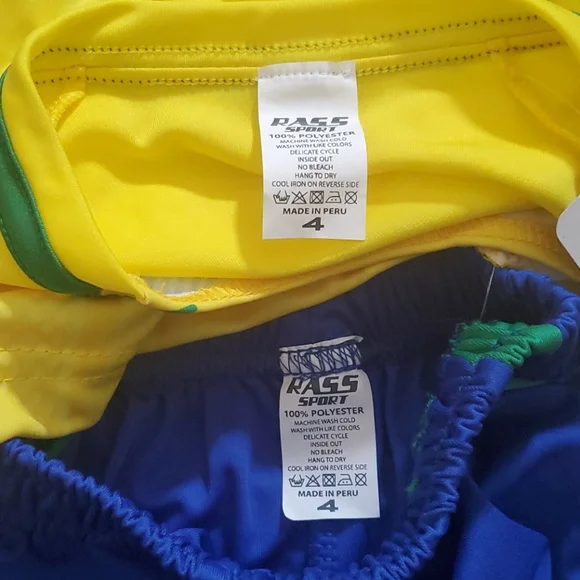 RASS
SPORT
100% POLYESTER
MACHINE WASH COLD
WASH WITH LIKE COLORS
DELICATE CYCLE
INSIDE OUT
NO BLEACH
HANG TO DRY
COOL IRON ON REVERSE SIDE
MADE IN PERU
4
RASS
SPORT
100% POLYESTER
MACHINE WASH COLD
WASH WITH LIKE COLORS
DELICATE CYCLE
INSIDE OUT
NO BLEACH
HANG TO DRY
COOL IRON ON REVERSE SIDE
MADE IN PERU
4